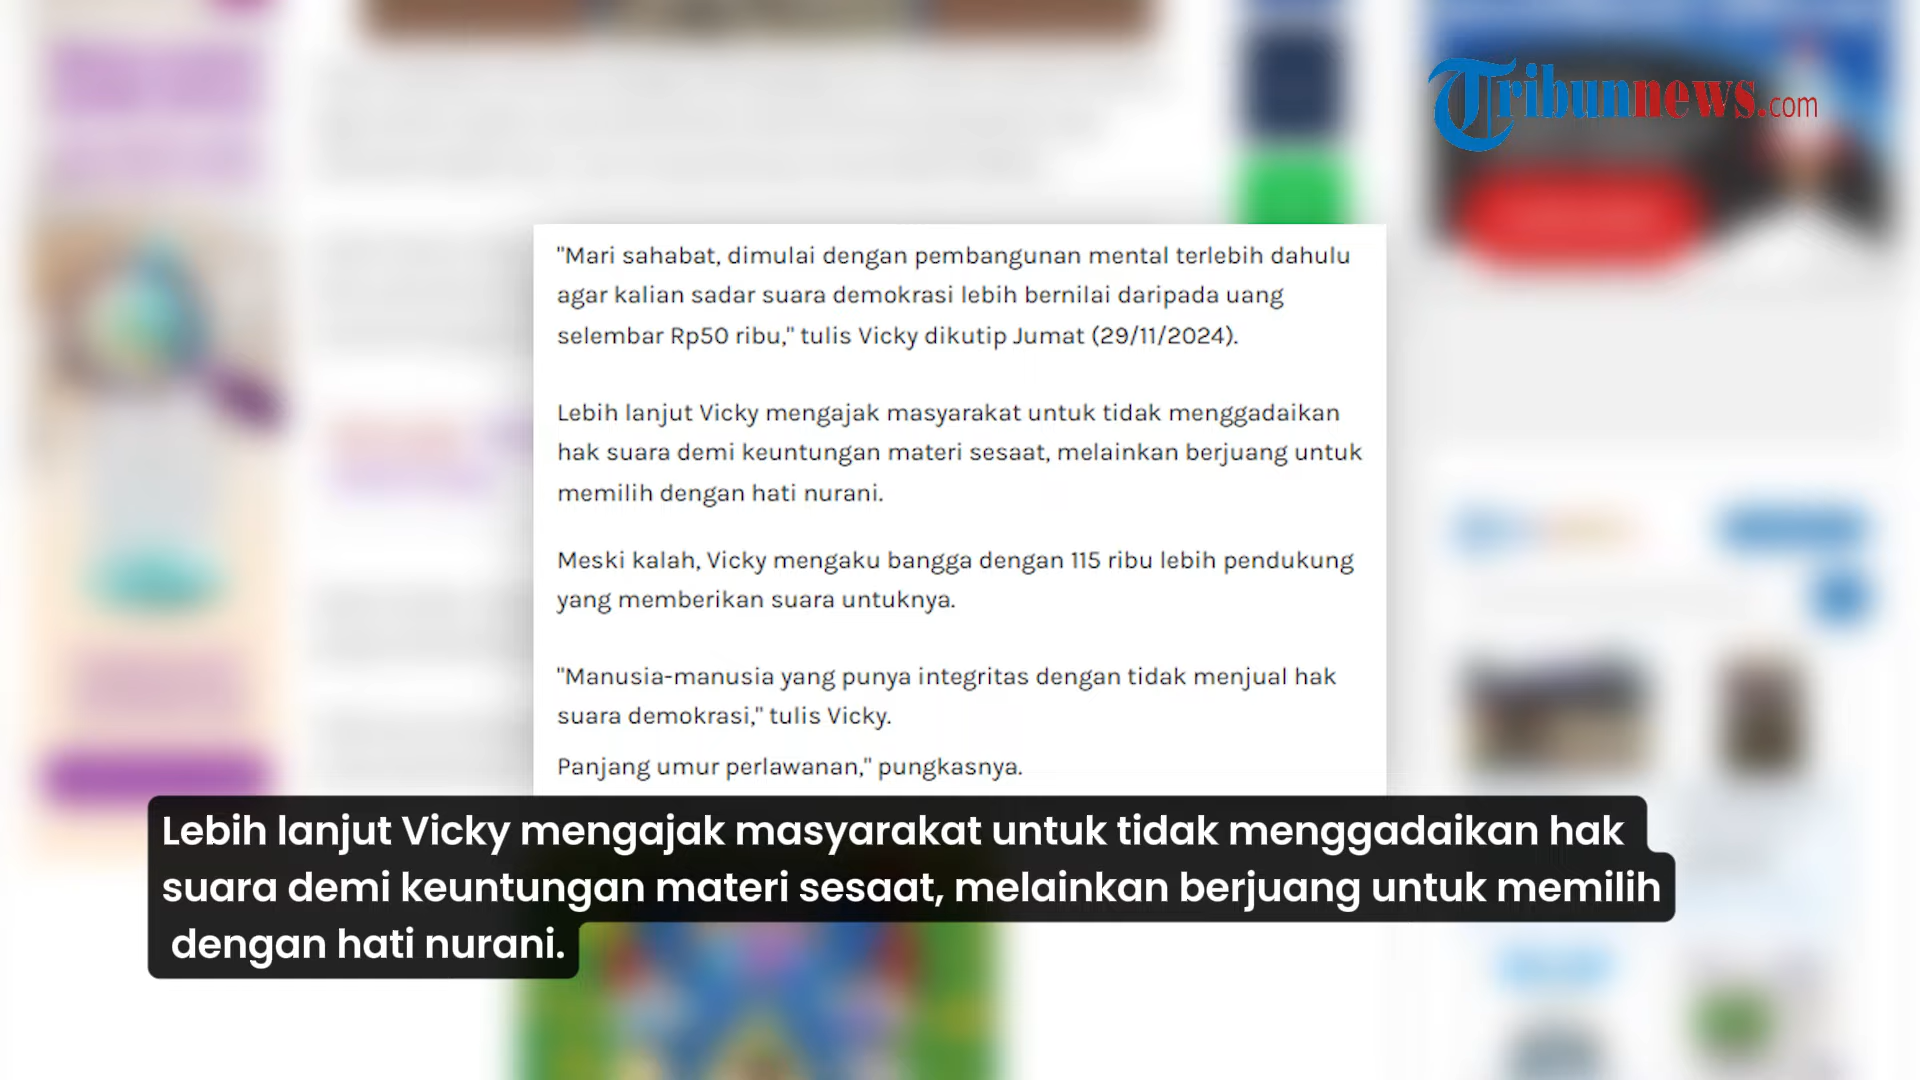 Tribunnews.com
"Mari sahabat, dimulai dengan pembangunan mental terlebih dahulu
agar kalian sadar suara demokrasi lebih bernilai daripada uang
selembar Rp50 ribu," tulis Vicky dikutip Jumat (29/11/2024).
Lebih lanjut Vicky mengajak masyarakat untuk tidak menggadaikan
hak suara demi keuntungan materi sesaat, melainkan berjuang untuk
memilih dengan hati nurani.
Meski kalah, Vicky mengaku bangga dengan 115 ribu lebih pendukung
yang memberikan suara untuknya.
"Manusia-manusia yang punya integritas dengan tidak menjual hak
suara demokrasi," tulis Vicky.
Panjang umur perlawanan," pungkasnya.
Lebih lanjut Vicky mengajak masyarakat untuk tidak menggadaikan hak
suara demi keuntungan materi sesaat, melainkan berjuang untuk memilih
dengan hati nurani.